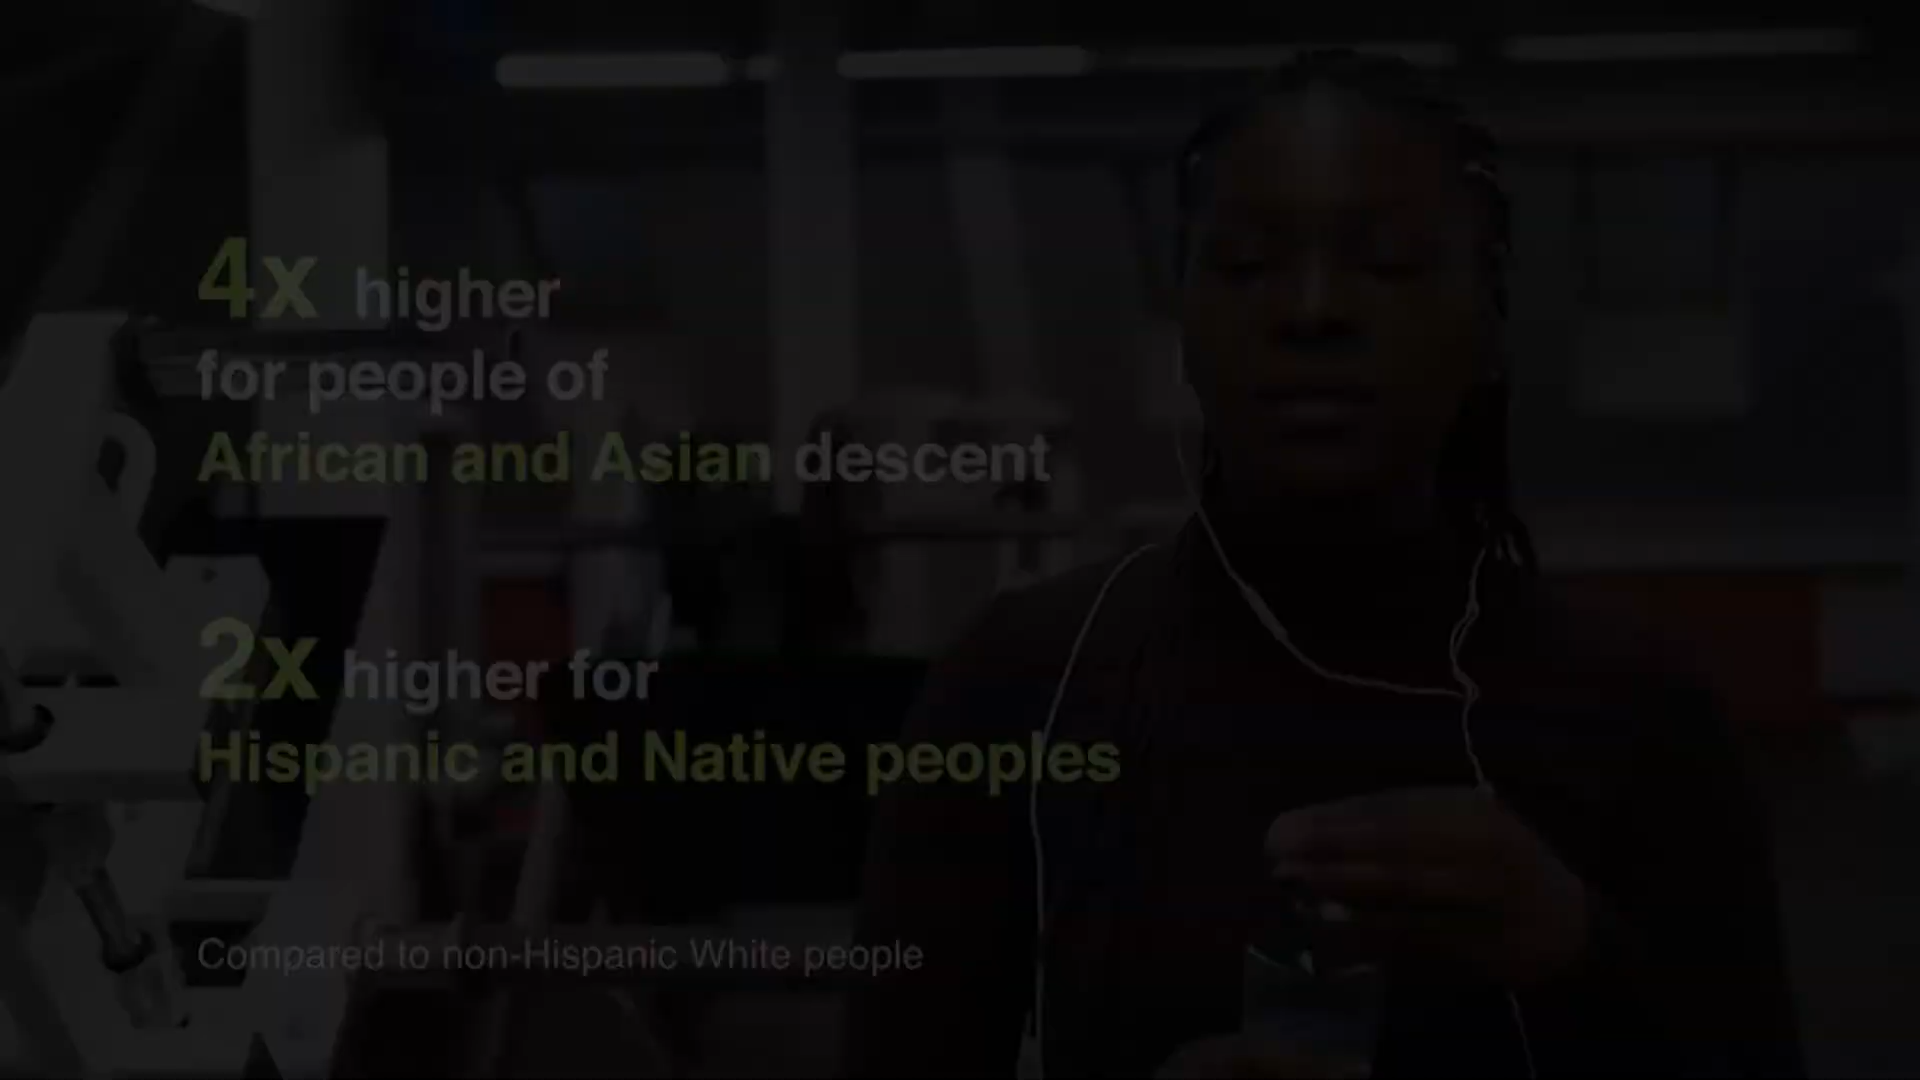 4x higher
for people of
African and Asian descent
2x higher for
Hispanic and Native peoples
Compared to non-Hispanic White people